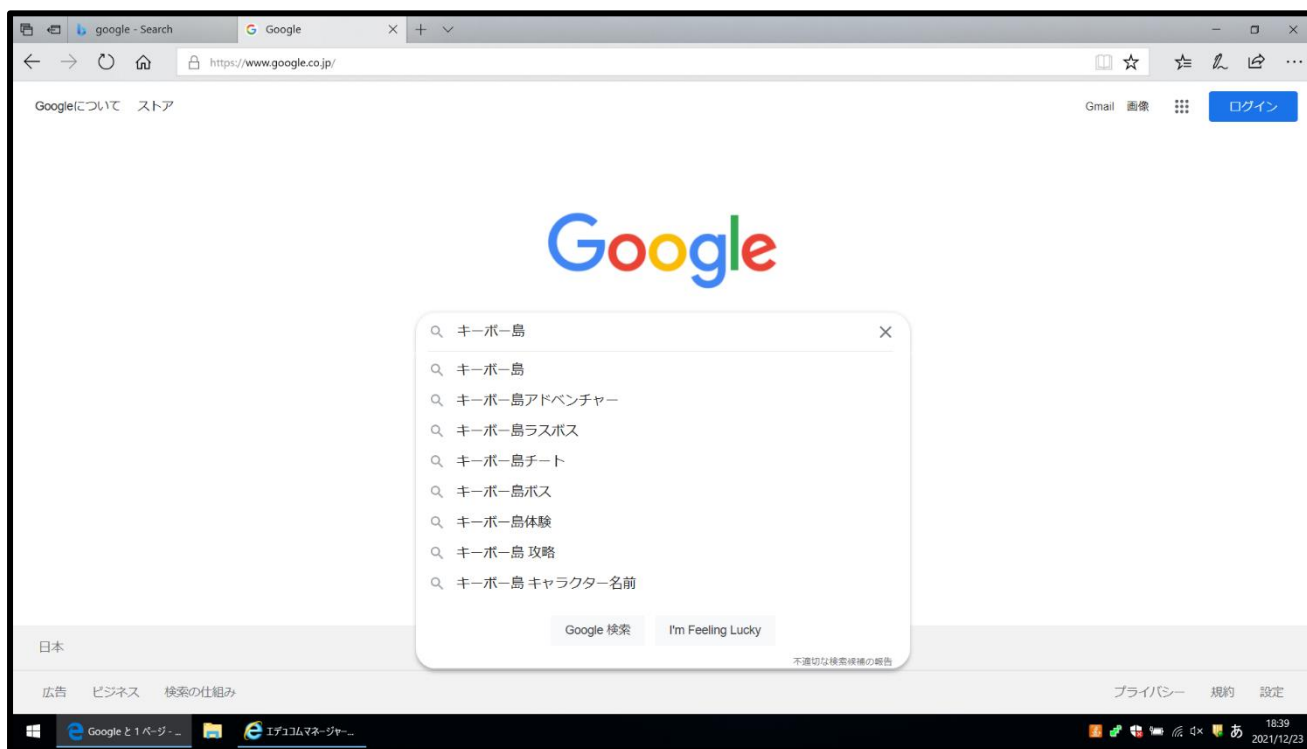 google - Search
Google
https://www.google.co.jp/
Googleについて ストア
Gmail 画像
ログイン
Google
キーボー島
キーボー島
キーボー島アドベンチャー
キーボー島ラスボス
キーボー島チート
キーボー島ボス
キーボー島体験
キーボー島 攻略
キーボー島 キャラクター名前
Google 検索 I'm Feeling Lucky
不適切な検索候補の報告
日本
広告 ビジネス 検索の仕組み
プライバシー 規約 設定
Google と 1 ページ - ...
エデュコムマネージャー...
あ
18:39
2021/12/23